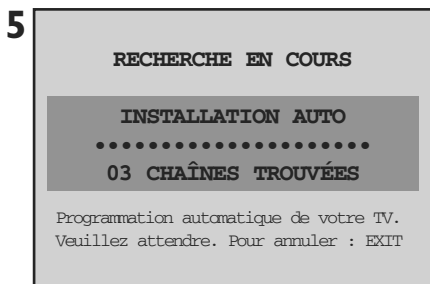 5
RECHERCHE EN COURS
INSTALLATION AUTO
•••••••••••••••••••••
03 CHAÎNES TROUVÉES
Programmation automatique de votre TV.
Veuillez attendre. Pour annuler : EXIT